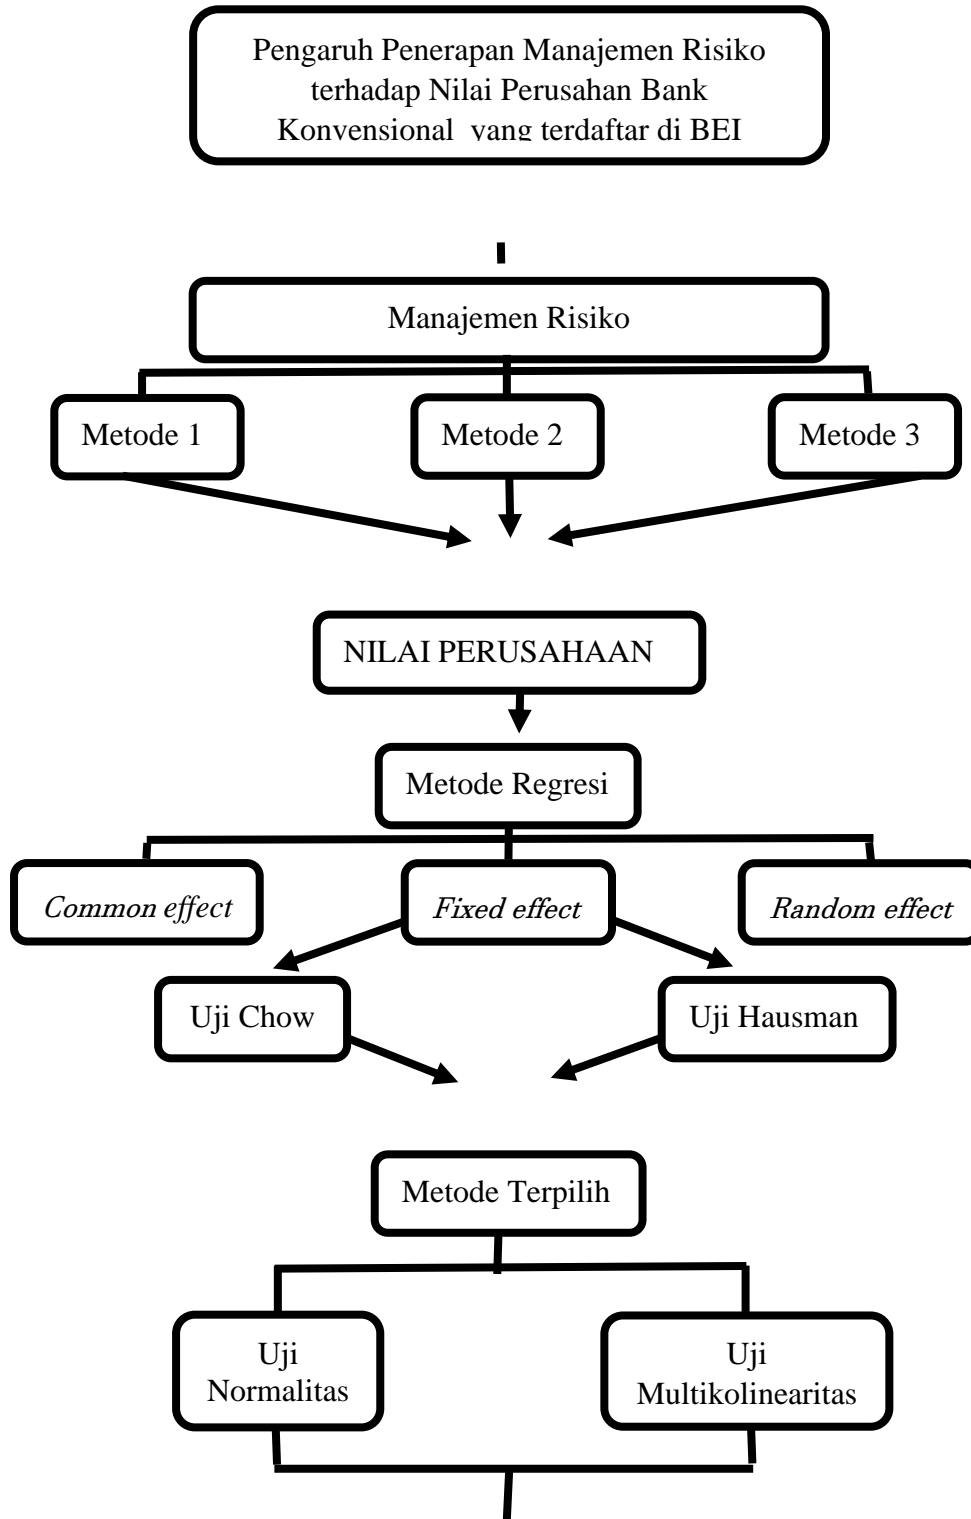 Pengaruh Penerapan Manajemen Risiko
terhadap Nilai Perusahan Bank
Konvensional yang terdaftar di BEI
Manajemen Risiko
Metode 1
Metode 2
Metode 3
NILAI PERUSAHAAN
Metode Regresi
Common effect
Fixed effect
Random effect
Uji Chow
Uji Hausman
Metode Terpilih
Uji
Normalitas
Uji
Multikolinearitas